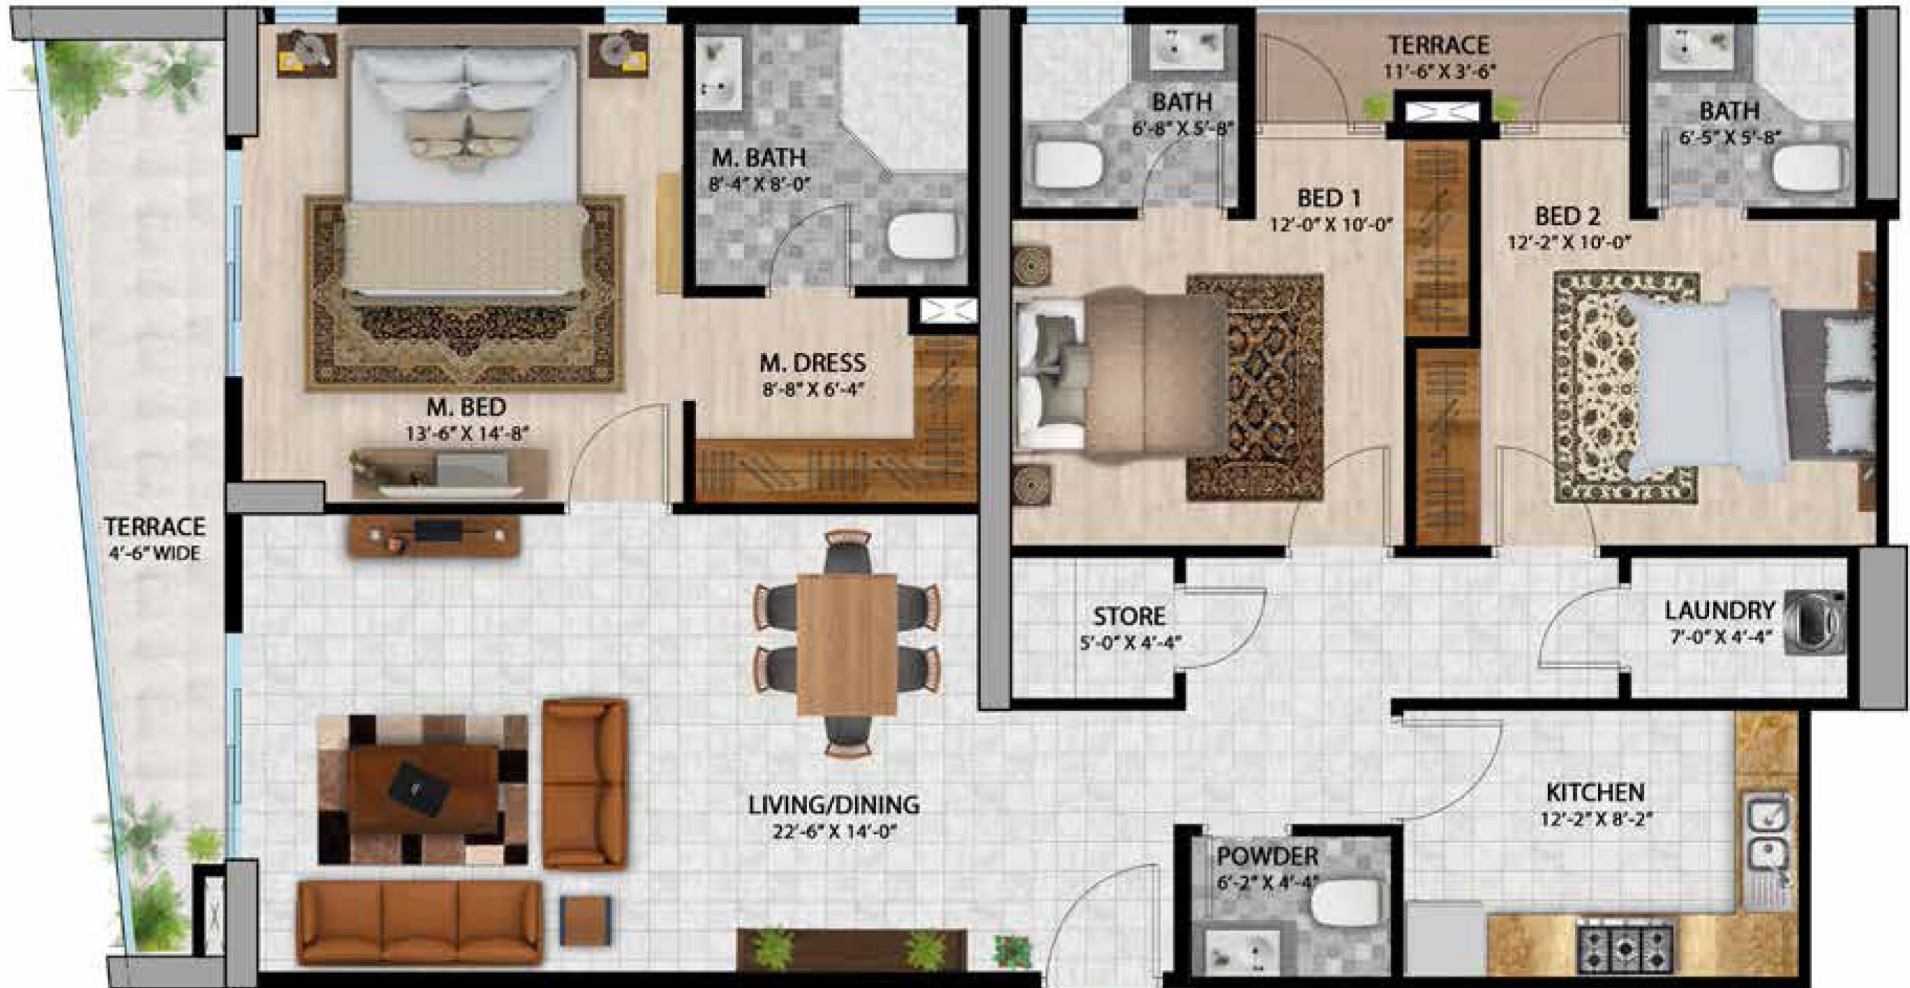 TERRACE
11'-6" X 3'-6"
BATH
6'-8" X 5'-8"
BATH
6'-5" X 5'-8"
M. BATH
8'-4" X 8'-0"
BED 1
12'-0" X 10'-0"
BED 2
12'-2" X 10'-0"
M. DRESS
8'-8" X 6'-4"
M. BED
13'-6" X 14'-8"
TERRACE
4'-6" WIDE
STORE
5'-0" X 4'-4"
LAUNDRY
7'-0" X 4'-4"
LIVING/DINING
22'-6" X 14'-0"
KITCHEN
12'-2" X 8'-2"
POWDER
6'-2" X 4'-4"